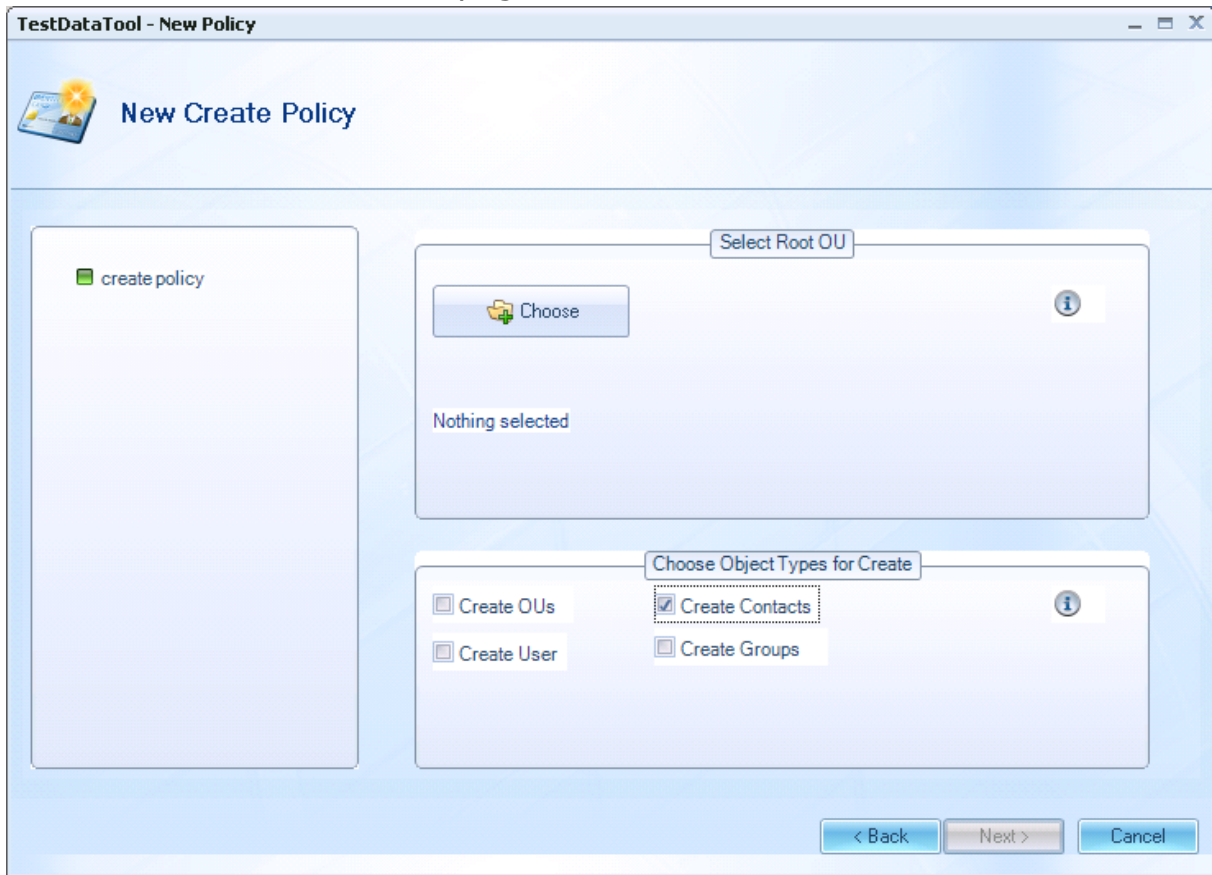 TestDataTool - New Policy
New Create Policy
create policy
Select Root OU
Choose
Nothing selected
Choose Object Types for Create
Create OUs
Create Contacts
Create User
Create Groups
< Back
Next >
Cancel